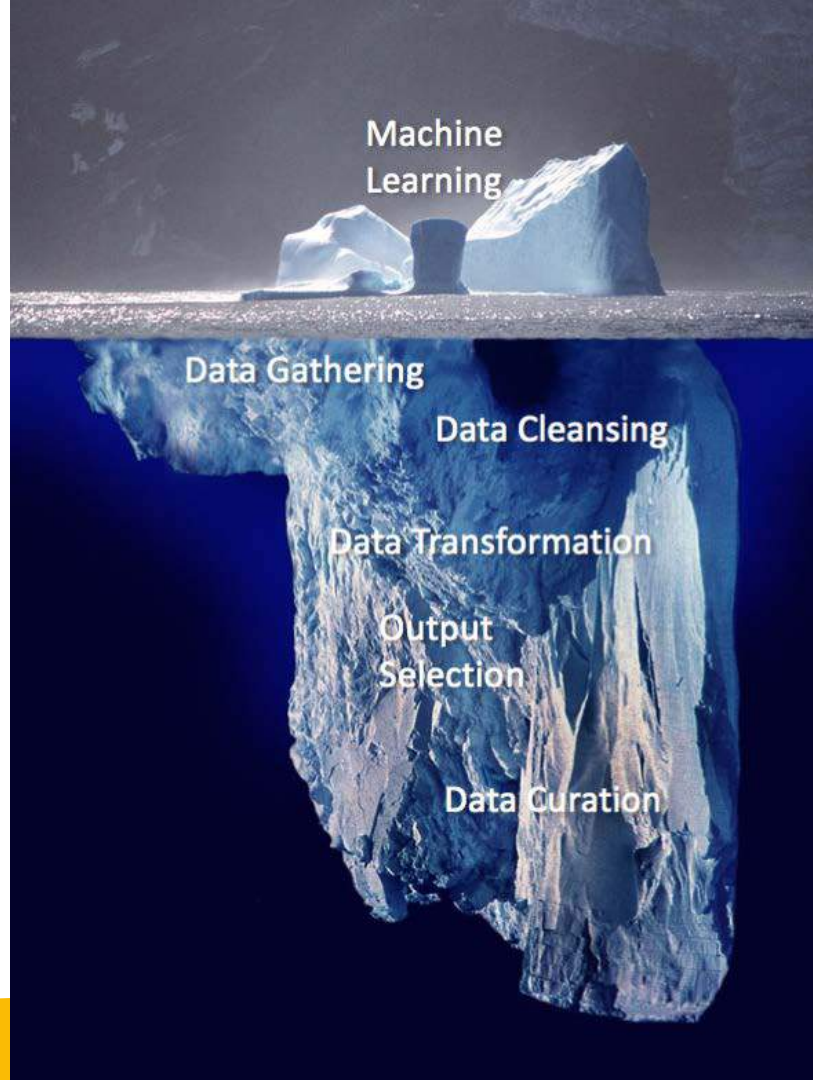 Machine
Learning
Data Gathering
Data Cleansing
Data Transformation
Output
Selection
Data Curation